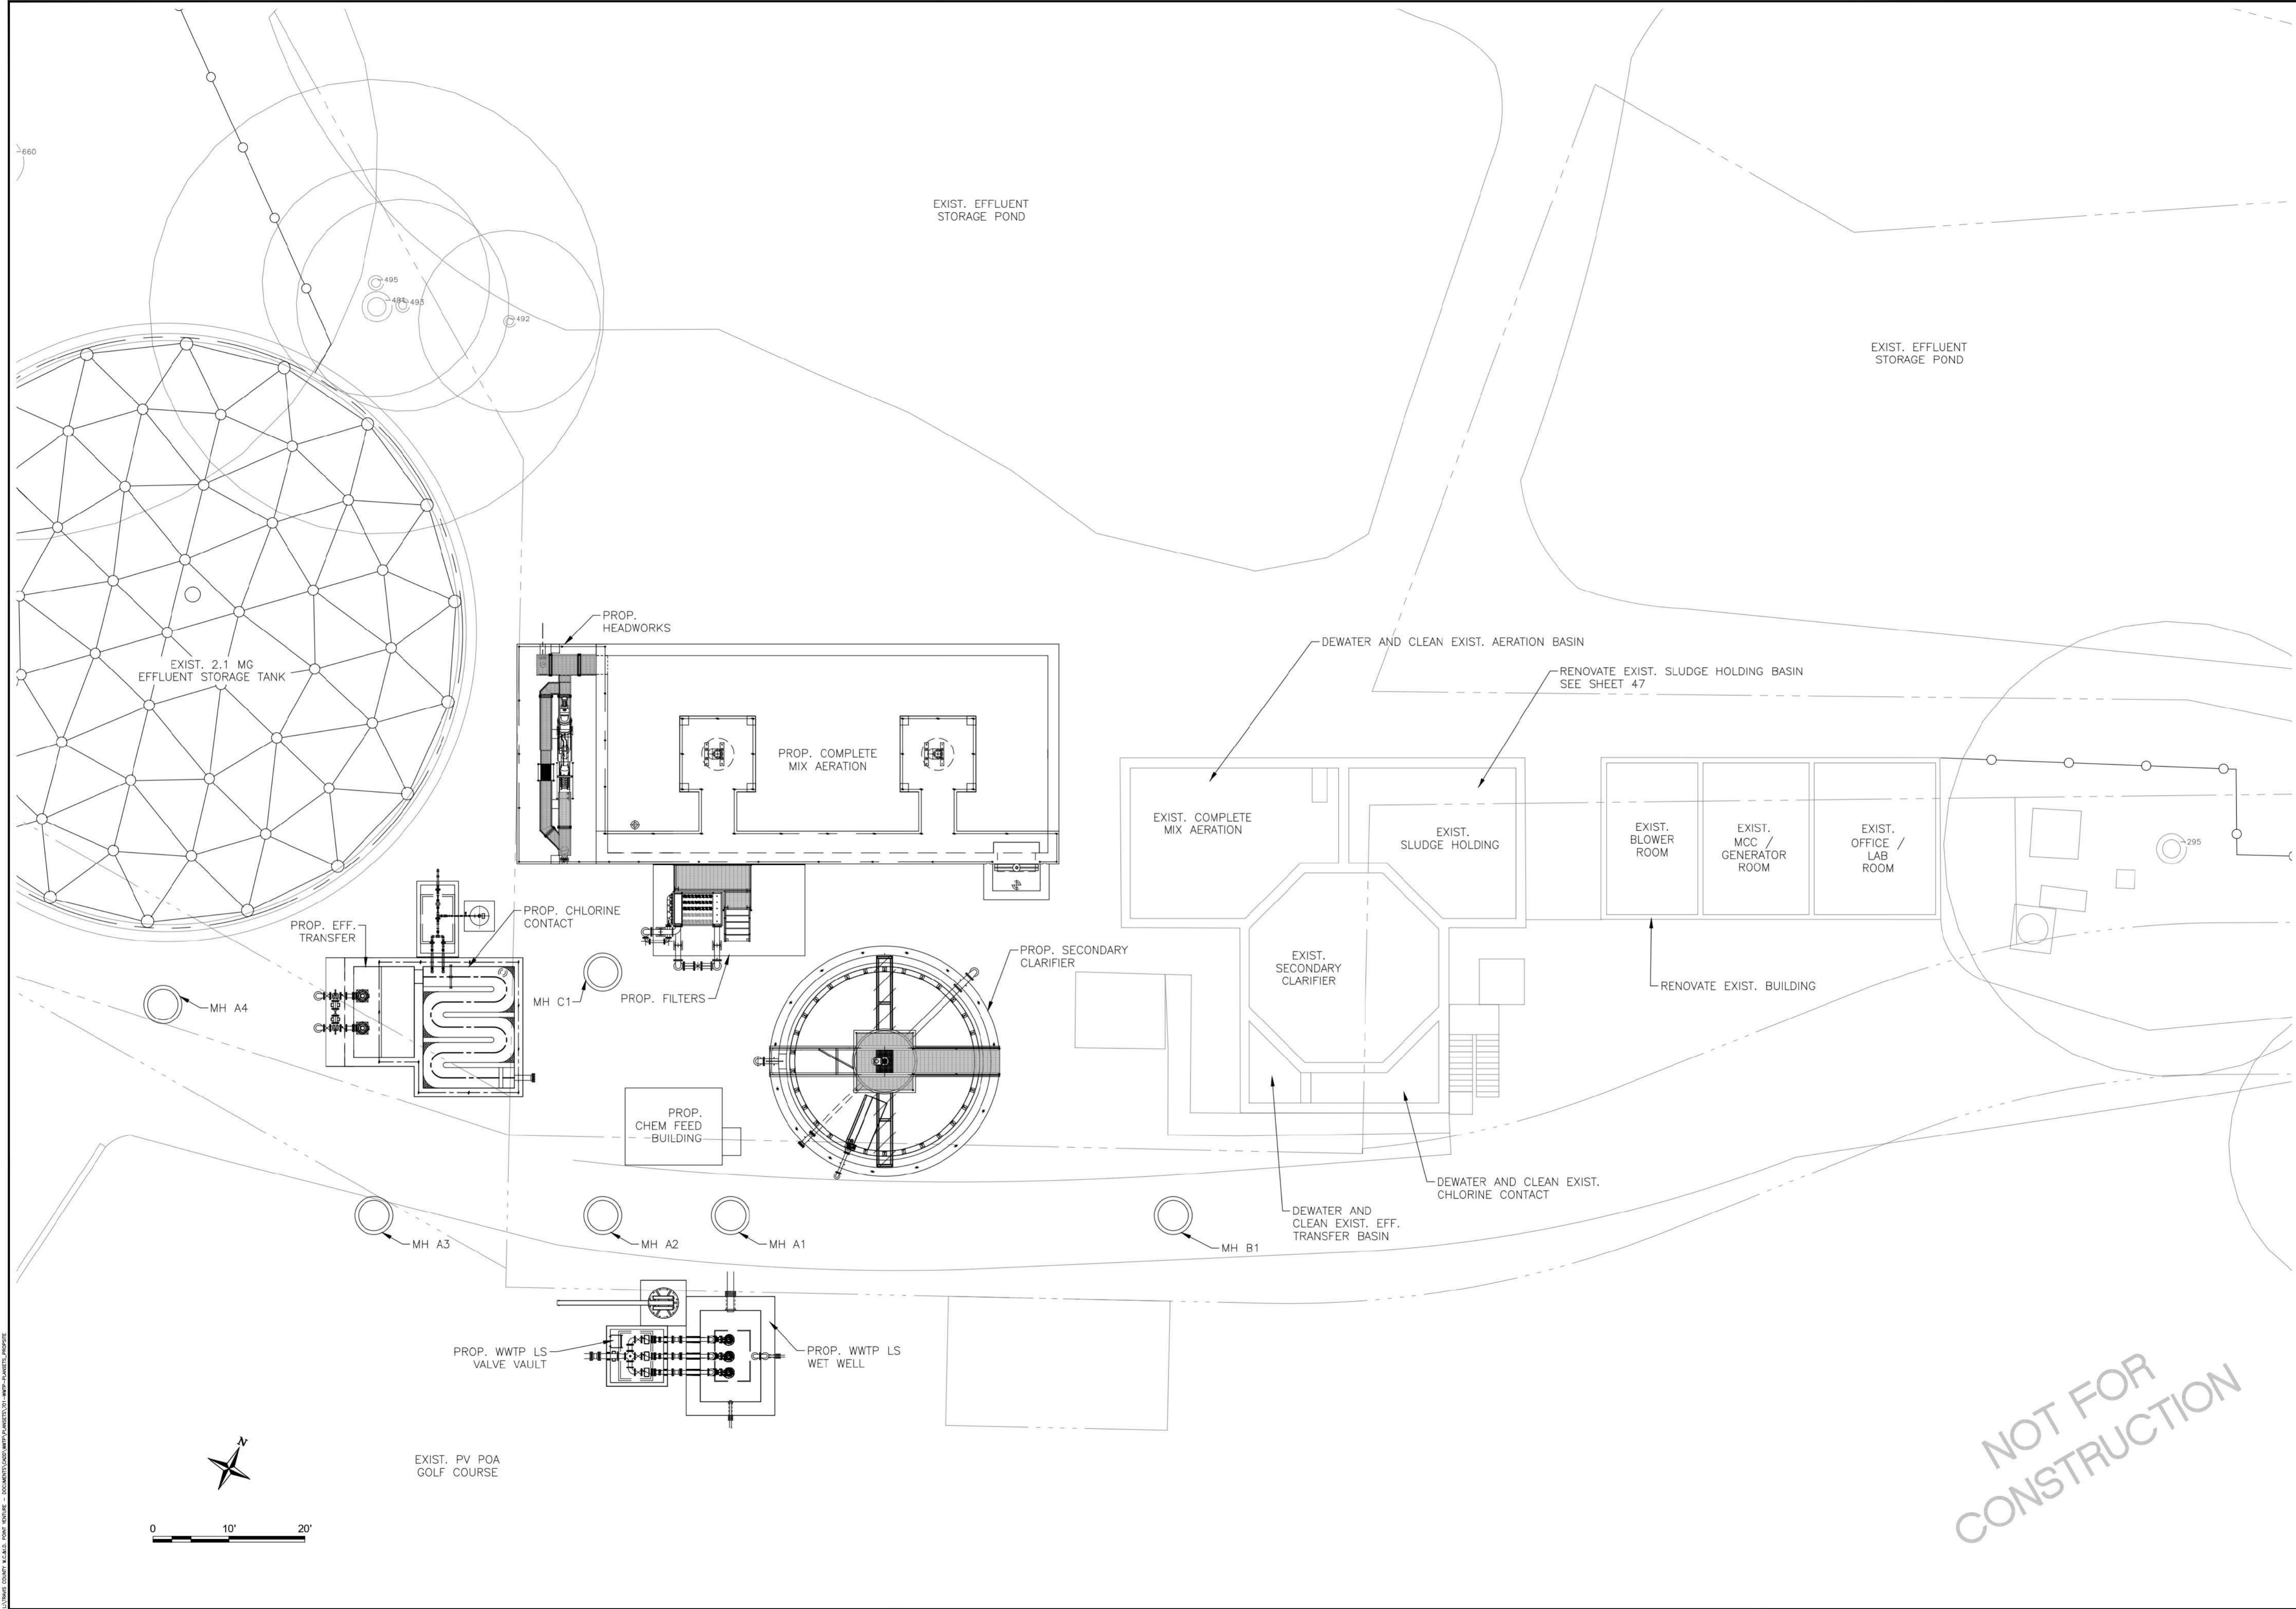 660
EXIST. EFFLUENT
STORAGE POND
495
493
492
EXIST. EFFLUENT
STORAGE POND
PROP.
HEADWORKS
DEWATER AND CLEAN EXIST. AERATION BASIN
RENOVATE EXIST. SLUDGE HOLDING BASIN
SEE SHEET 47
EXIST. 2.1 MG
EFFLUENT STORAGE TANK
PROP. COMPLETE
MIX AERATION
EXIST. COMPLETE
MIX AERATION
EXIST.
SLUDGE HOLDING
EXIST.
BLOWER
ROOM
EXIST.
MCC /
GENERATOR
ROOM
EXIST.
OFFICE /
LAB
ROOM
295
PROP. EFF.
TRANSFER
PROP. CHLORINE
CONTACT
PROP. SECONDARY
CLARIFIER
EXIST.
SECONDARY
CLARIFIER
RENOVATE EXIST. BUILDING
MH A4
MH C1
PROP. FILTERS
PROP.
CHEM FEED
BUILDING
DEWATER AND CLEAN EXIST.
CHLORINE CONTACT
DEWATER AND
CLEAN EXIST. EFF.
TRANSFER BASIN
MH A3
MH A2
MH A1
MH B1
PROP. WWTP LS
VALVE VAULT
PROP. WWTP LS
WET WELL
N
EXIST. PV POA
GOLF COURSE
0 10' 20'
NOT FOR
CONSTRUCTION